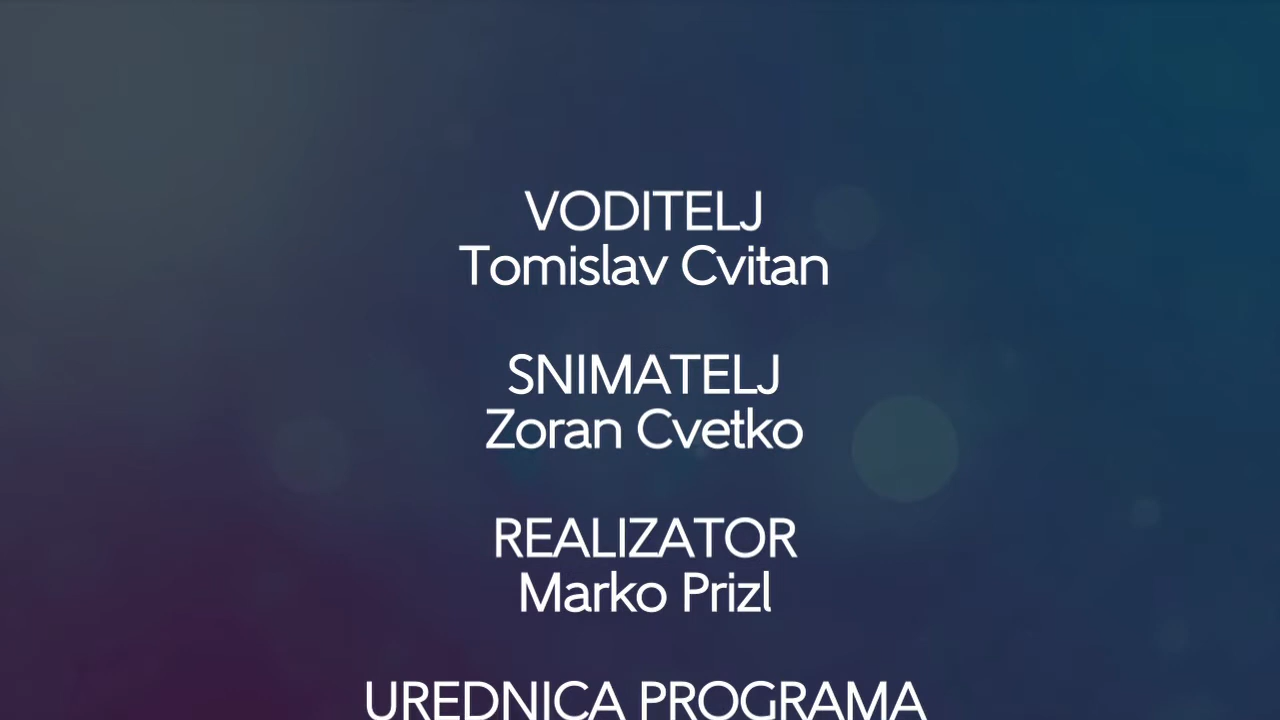 VODITELJ
Tomislav Cvitan
SNIMATELJ
Zoran Cvetko
REALIZATOR
Marko Prizl
UREDNICA PROGRAMA